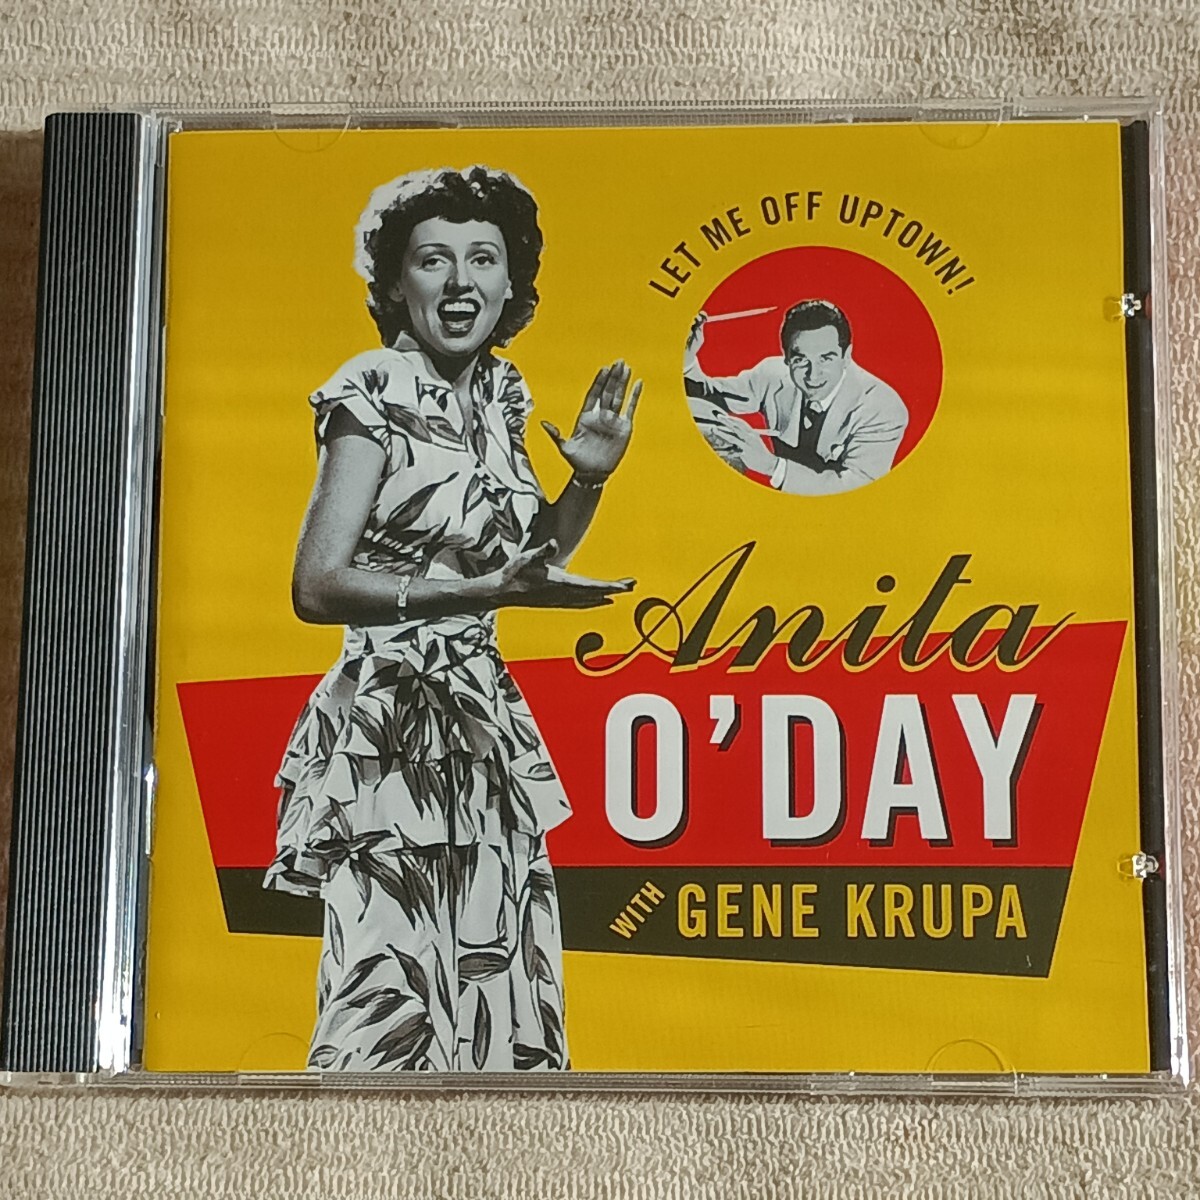 LET ME OFF UPTOWN!
Anita
O'DAY
WITH GENE KRUPA